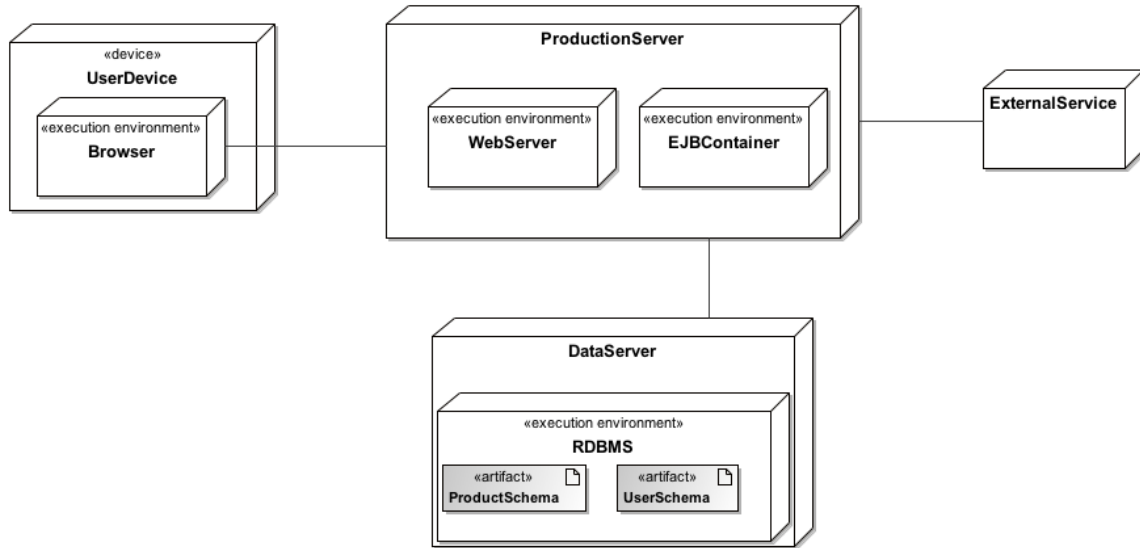 «device»
UserDevice
«execution environment»
Browser
ProductionServer
«execution environment»
WebServer
«execution environment»
EJBContainer
ExternalService
DataServer
«execution environment»
RDBMS
«artifact»
ProductSchema
«artifact»
UserSchema